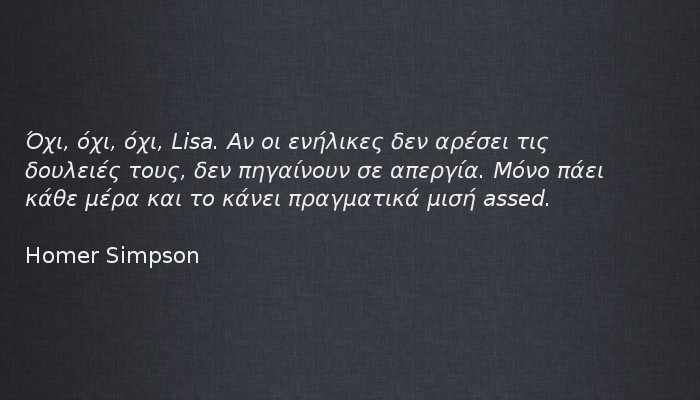 Όχι, όχι, όχι, Lisa. Αν οι ενήλικες δεν αρέσει τις
δουλειές τους, δεν πηγαίνουν σε απεργία. Μόνο πάει
κάθε μέρα και το κάνει πραγματικά μισή assed.
Homer Simpson